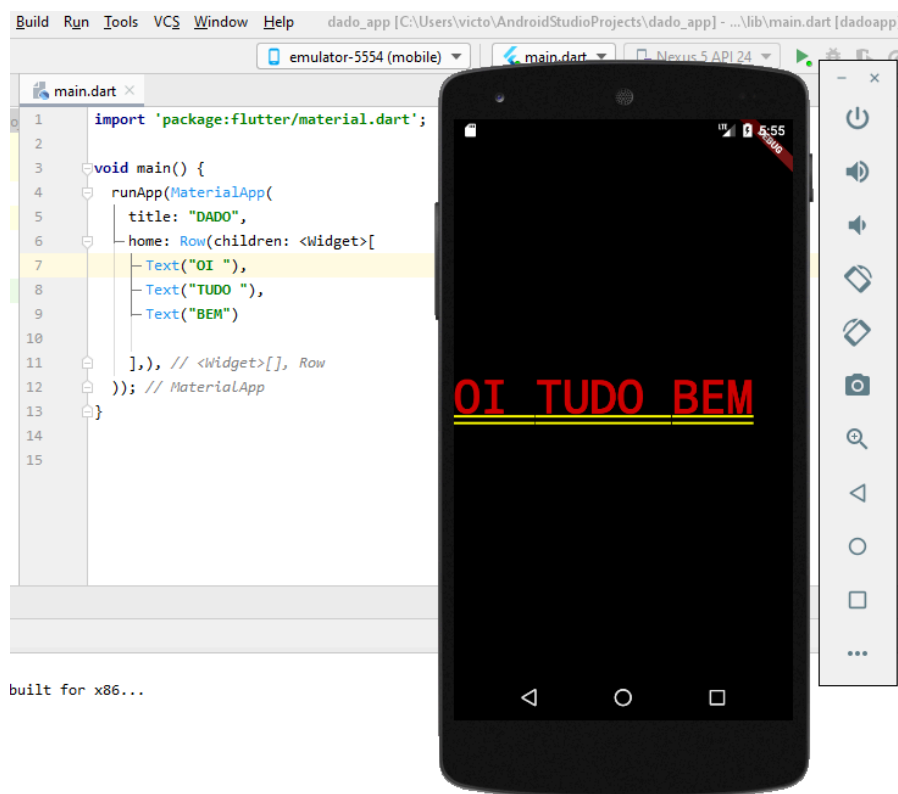 Build Run Tools VCS Window Help dado_app [C:\Users\victo\AndroidStudioProjects\dado_app] - ...\lib\main.dart [dadoapp
emulator-5554 (mobile) main.dart Nexus 5 API 24
main.dart
1 import 'package:flutter/material.dart';
2
3 void main() {
4 runApp(MaterialApp(
5 title: "DADO",
6 home: Row(children: <Widget>[
7 Text("OI "),
8 Text("TUDO "),
9 Text("BEM")
10
11 ],), // <Widget>[], Row
12 )); // MaterialApp
13 }
14
15
built for x86...
LTE 5:55
DEBUG
OI TUDO BEM